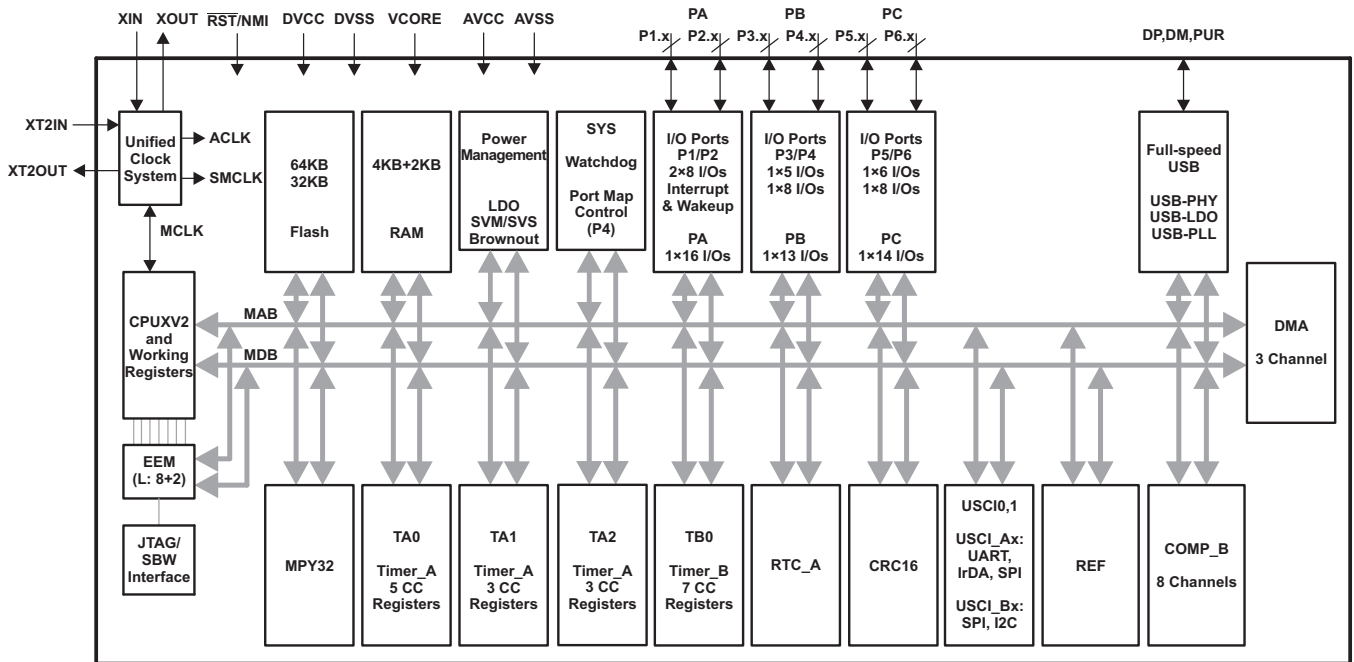 XIN XOUT RST/NMI DVCC DVSS VCORE AVCC AVSS
PA PB PC
P1.x P2.x P3.x P4.x P5.x P6.x
DP,DM,PUR
XT2IN
XT2OUT
Unified
Clock
System
ACLK
SMCLK
MCLK
64KB
32KB
Flash
4KB+2KB
RAM
Power
Management
LDO
SVM/SVS
Brownout
SYS
Watchdog
Port Map
Control
(P4)
I/O Ports
P1/P2
2×8 I/Os
Interrupt
& Wakeup
PA
1×16 I/Os
I/O Ports
P3/P4
1×5 I/Os
1×8 I/Os
PB
1×13 I/Os
I/O Ports
P5/P6
1×6 I/Os
1×8 I/Os
PC
1×14 I/Os
Full-speed
USB
USB-PHY
USB-LDO
USB-PLL
CPUXV2
and
Working
Registers
MAB
MDB
DMA
3 Channel
EEM
(L: 8+2)
JTAG/
SBW
Interface
MPY32
TA0
Timer_A
5 CC
Registers
TA1
Timer_A
3 CC
Registers
TA2
Timer_A
3 CC
Registers
TB0
Timer_B
7 CC
Registers
RTC_A
CRC16
USCI0,1
USCI_Ax:
UART,
IrDA, SPI
USCI_Bx:
SPI, I2C
REF
COMP_B
8 Channels